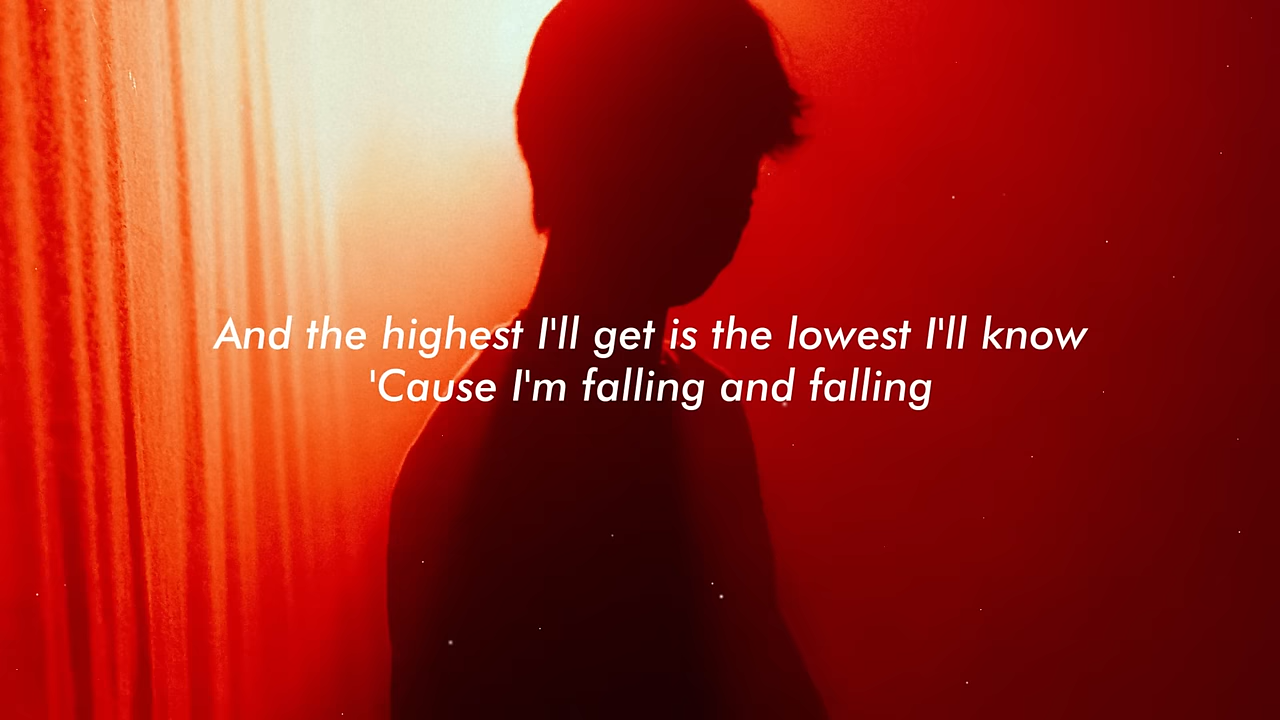 And the highest I'll get is the lowest I'll know
'Cause I'm falling and falling